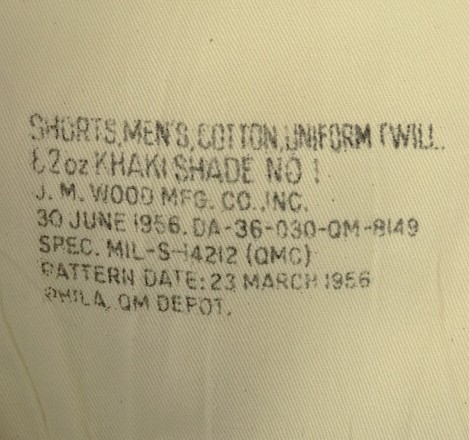 SHORTS, MEN'S, COTTON, UNIFORM TWILL.
8.2oz KHAKI SHADE NO 1
J. M. WOOD MFG. CO., INC.
30 JUNE 1956. DA-36-030-QM-8149
SPEC. MIL-S-14212 (QMC)
PATTERN DATE: 23 MARCH 1956
PHILA. QM DEPOT.